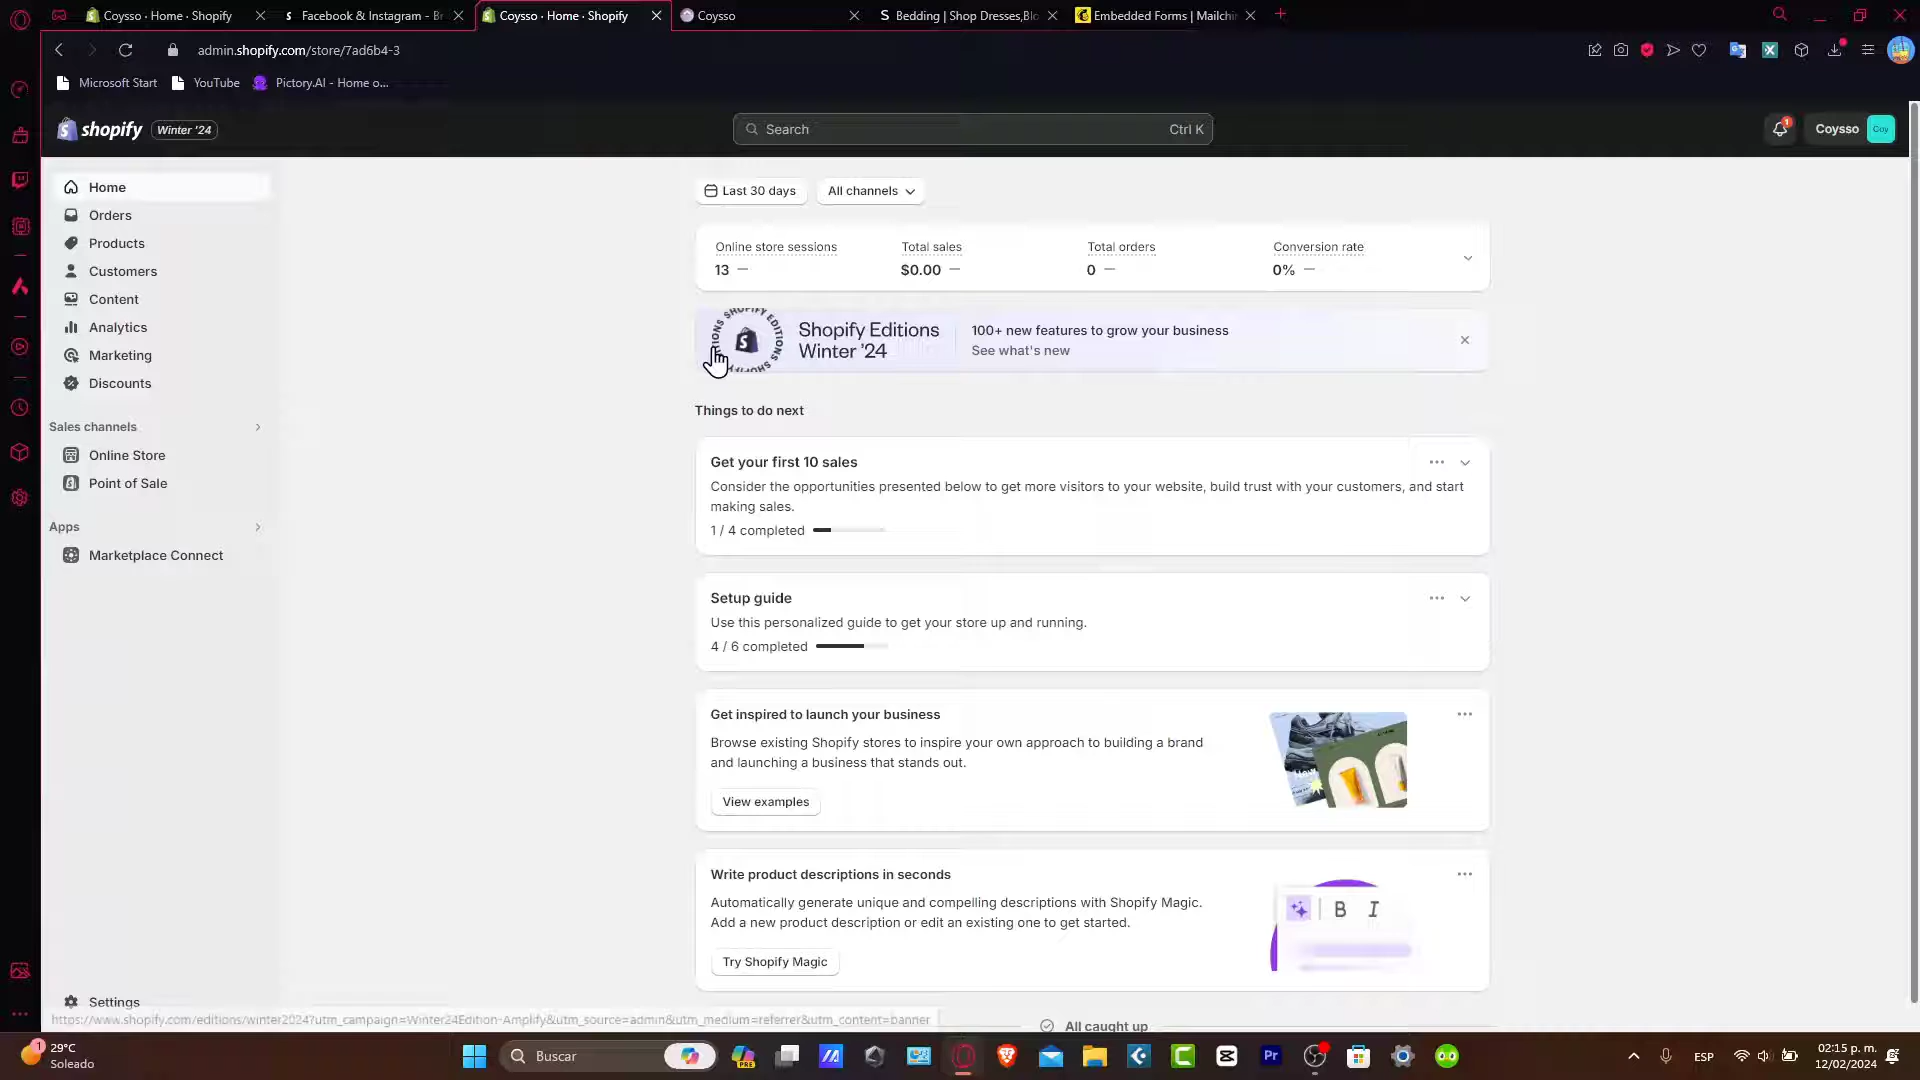 Coysso · Home · Shopify
Facebook & Instagram - Br
Coysso · Home · Shopify
Coysso
Bedding | Shop Dresses,Blo
Embedded Forms | Mailchi
admin.shopify.com/store/7ad6b4-3
Microsoft Start
YouTube
Pictory.AI - Home o...
shopify
Winter '24
Search
Ctrl K
1
Coysso
Coy
Home
Orders
Products
Customers
Content
Analytics
Marketing
Discounts
Sales channels
Online Store
Point of Sale
Apps
Marketplace Connect
Settings
Last 30 days
All channels
Online store sessions
13 —
Total sales
$0.00 —
Total orders
0 —
Conversion rate
0% —
Shopify Editions
Winter '24
100+ new features to grow your business
See what's new
Things to do next
Get your first 10 sales
Consider the opportunities presented below to get more visitors to your website, build trust with your customers, and start
making sales.
1 / 4 completed
Setup guide
Use this personalized guide to get your store up and running.
4 / 6 completed
Get inspired to launch your business
Browse existing Shopify stores to inspire your own approach to building a brand
and launching a business that stands out.
View examples
Write product descriptions in seconds
Automatically generate unique and compelling descriptions with Shopify Magic.
Add a new product description or edit an existing one to get started.
Try Shopify Magic
B I
All caught up
https://www.shopify.com/editions/winter2024?utm_campaign=Winter24Edition-Amplify&utm_source=admin&utm_medium=referrer&utm_content=banner
1
29°C
Soleado
Buscar
PRE
Pr
ESP
02:15 p. m.
12/02/2024